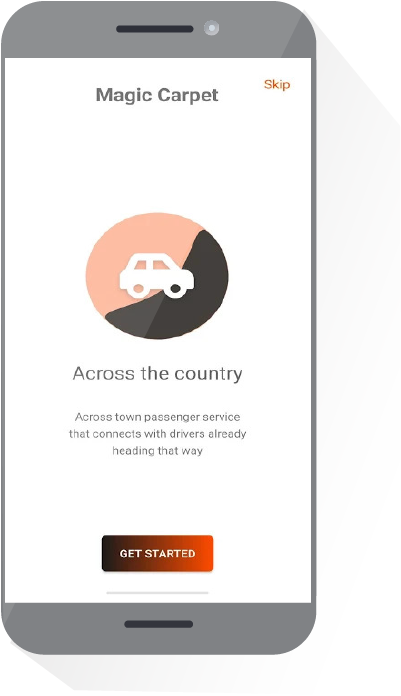 Skip
Magic Carpet
Across the country
Across town passenger service
that connects with drivers already
heading that way
GET STARTED